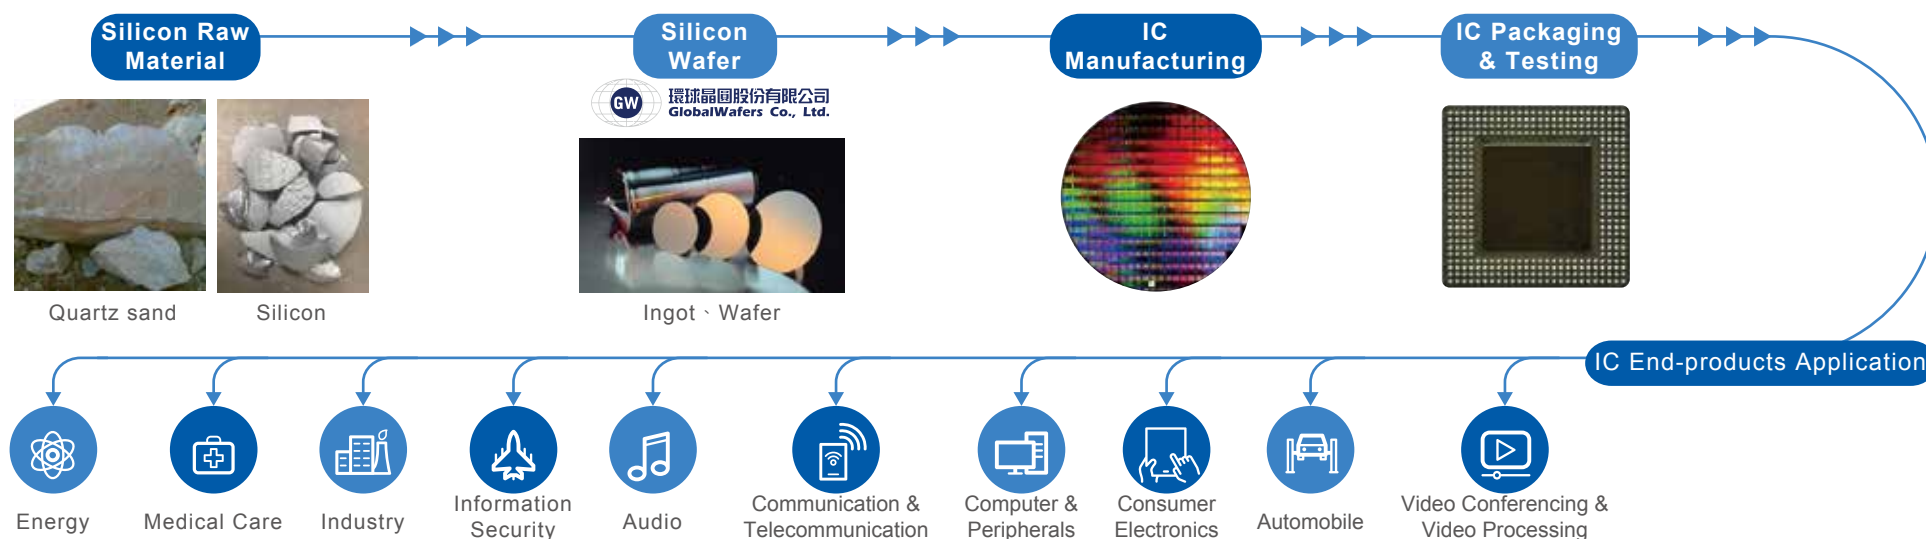 Silicon Raw
Material
Silicon
Wafer
IC
Manufacturing
IC Packaging
& Testing
GW
環球晶圓股份有限公司
GlobalWafers Co., Ltd.
Quartz sand
Silicon
Ingot、Wafer
IC End-products Application
Energy
Medical Care
Industry
Information
Security
Audio
Communication &
Telecommunication
Computer &
Peripherals
Consumer
Electronics
Automobile
Video Conferencing &
Video Processing